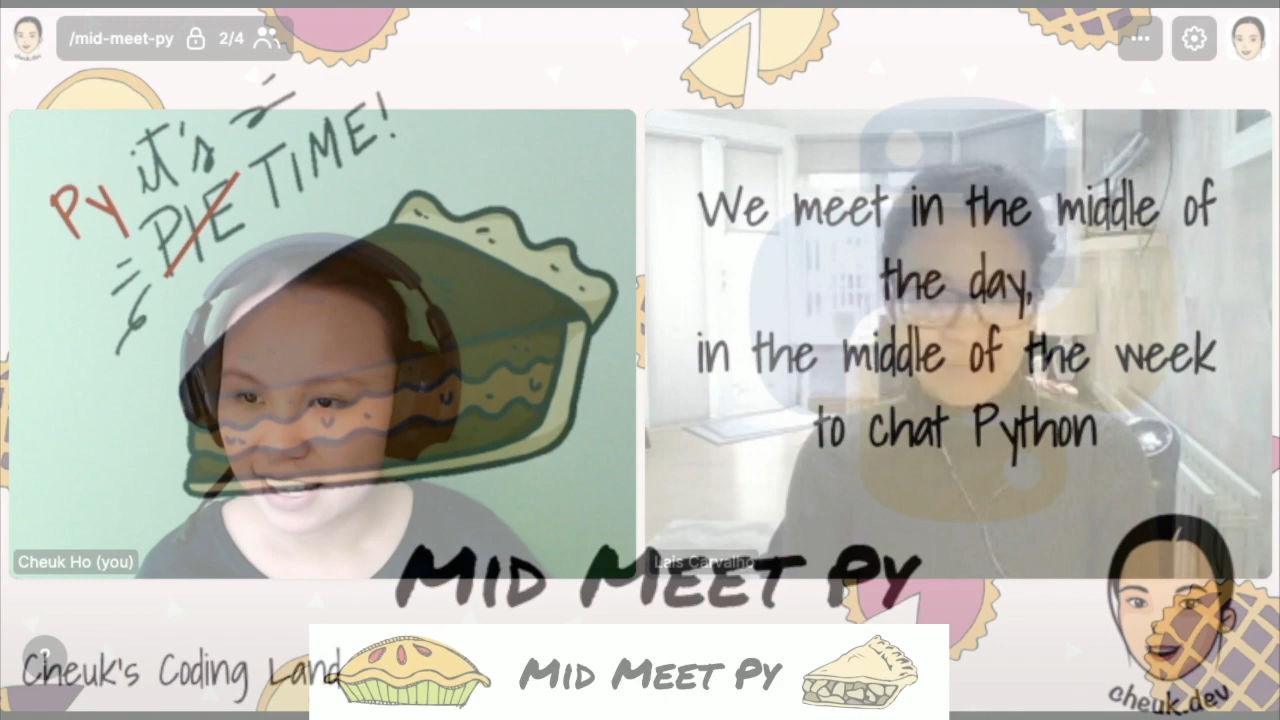 /mid-meet-py 2/4
it's
Py PIE TIME!
We meet in the middle of
the day,
in the middle of the week
to chat Python
Cheuk Ho (you)
Lais Carvalho
Mid Meet Py
Cheuk's Coding Land
Mid Meet Py
cheuk.dev